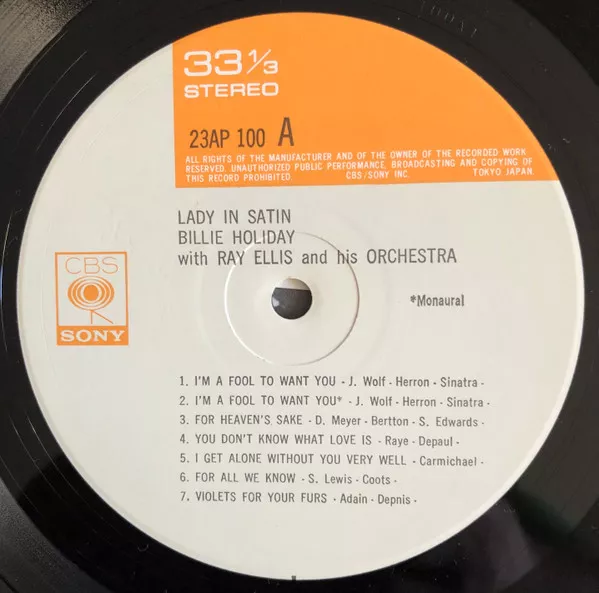 33 1/3
STEREO
23AP 100 A
ALL RIGHTS OF THE MANUFACTURER AND OF THE OWNER OF THE RECORDED WORK
RESERVED. UNAUTHORIZED PUBLIC PERFORMANCE, BROADCASTING AND COPYING OF
THIS RECORD PROHIBITED. CBS/SONY INC. TOKYO JAPAN.
LADY IN SATIN
BILLIE HOLIDAY
with RAY ELLIS and his ORCHESTRA
CBS
SONY
*Monaural
1. I'M A FOOL TO WANT YOU - J. Wolf - Herron - Sinatra -
2. I'M A FOOL TO WANT YOU* - J. Wolf - Herron - Sinatra -
3. FOR HEAVEN'S SAKE - D. Meyer - Bertton - S. Edwards -
4. YOU DON'T KNOW WHAT LOVE IS - Raye - Depaul -
5. I GET ALONE WITHOUT YOU VERY WELL - Carmichael -
6. FOR ALL WE KNOW - S. Lewis - Coots -
7. VIOLETS FOR YOUR FURS - Adain - Depnis -